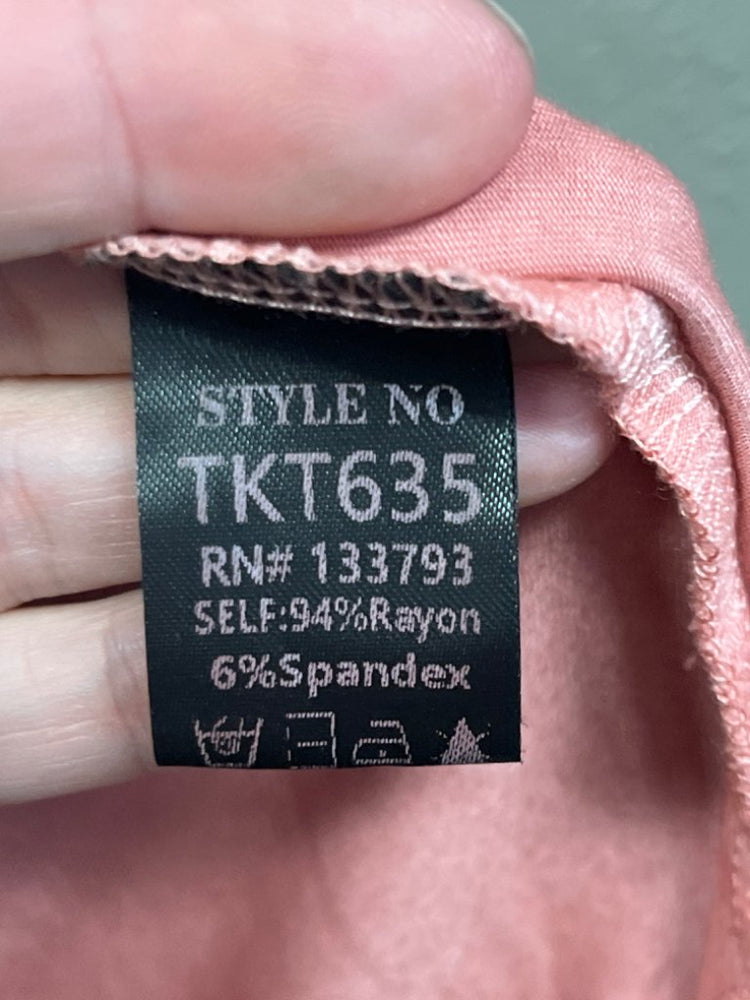 STYLE NO
TKT635
RN# 133793
SELF:94%Rayon
6%Spandex